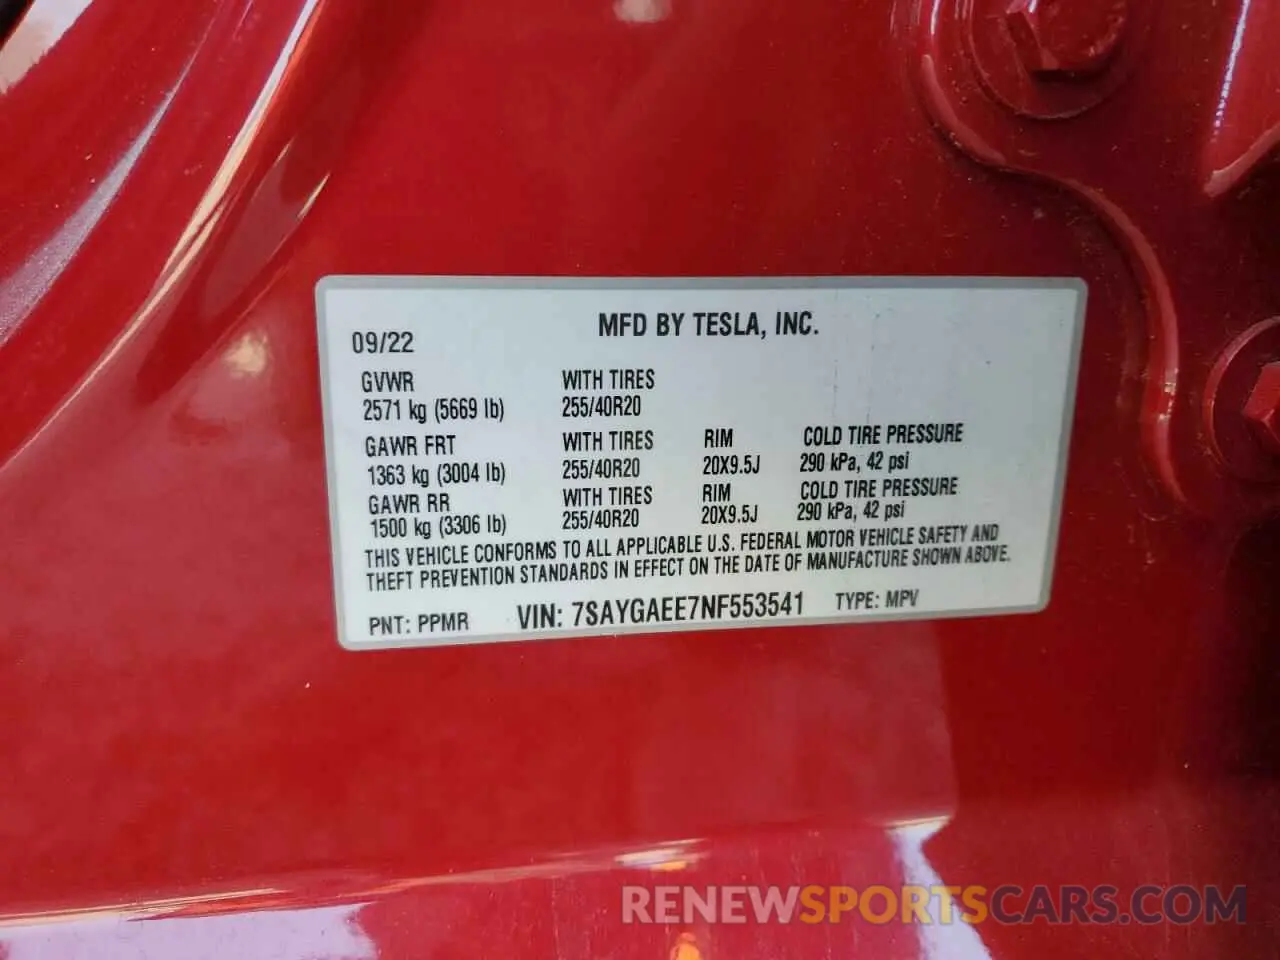 MFD BY TESLA, INC.
09/22
GVWR WITH TIRES
2571 kg (5669 lb) 255/40R20
GAWR FRT WITH TIRES RIM COLD TIRE PRESSURE
1363 kg (3004 lb) 255/40R20 20X9.5J 290 kPa, 42 psi
GAWR RR WITH TIRES RIM COLD TIRE PRESSURE
1500 kg (3306 lb) 255/40R20 20X9.5J 290 kPa, 42 psi
THIS VEHICLE CONFORMS TO ALL APPLICABLE U.S. FEDERAL MOTOR VEHICLE SAFETY AND
THEFT PREVENTION STANDARDS IN EFFECT ON THE DATE OF MANUFACTURE SHOWN ABOVE.
PNT: PPMR VIN: 7SAYGAEE7NF553541 TYPE: MPV
RENEWSPORTSCARS.COM